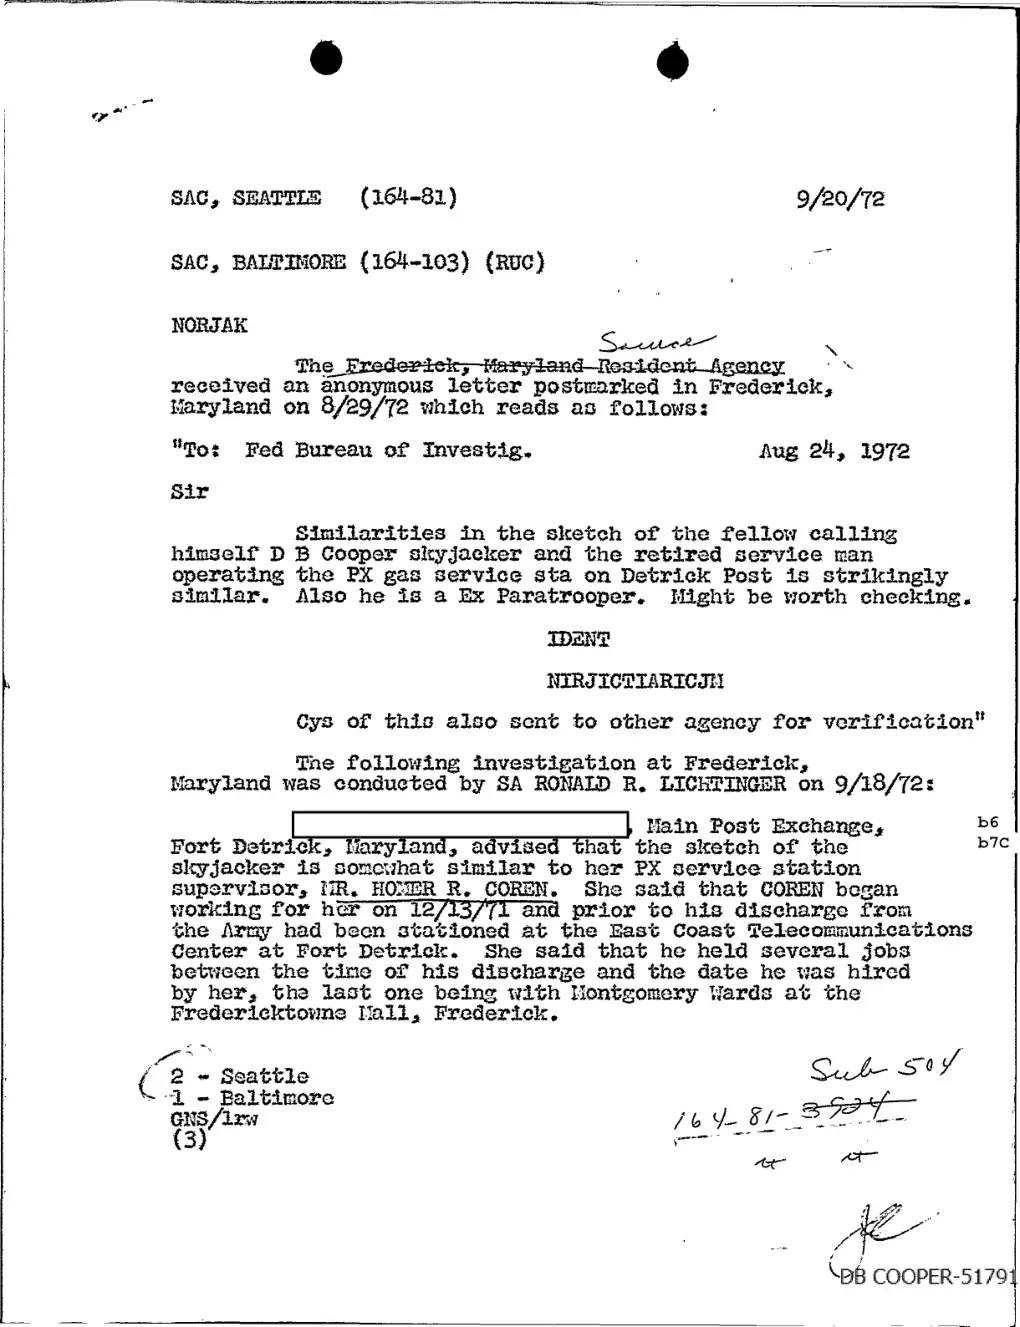 SAC, SEATTLE (164-81) 9/20/72
SAC, BALTIMORE (164-103) (RUC)
NORJAK
Source
The Frederick, Maryland Resident Agency
received an anonymous letter postmarked in Frederick,
Maryland on 8/29/72 which reads as follows:
"To: Fed Bureau of Investig. Aug 24, 1972
Sir
Similarities in the sketch of the fellow calling
himself D B Cooper skyjacker and the retired service man
operating the PX gas service sta on Detrick Post is strikingly
similar. Also he is a Ex Paratrooper. Might be worth checking.
IDENT
NIRJICTIARICJM
Cys of this also sent to other agency for verification"
The following investigation at Frederick,
Maryland was conducted by SA RONALD R. LICHTINGER on 9/18/72:
, Main Post Exchange, b6
Fort Detrick, Maryland, advised that the sketch of the b7C
skyjacker is somewhat similar to her PX service station
supervisor, MR. HOMER R. COREN. She said that COREN began
working for her on 12/13/71 and prior to his discharge from
the Army had been stationed at the East Coast Telecommunications
Center at Fort Detrick. She said that he held several jobs
between the time of his discharge and the date he was hired
by her, the last one being with Montgomery Wards at the
Fredericktowne Mall, Frederick.
2 - Seattle
1 - Baltimore
GNS/lrw
(3)
Sub 504
164-81-3924
DB COOPER-51791